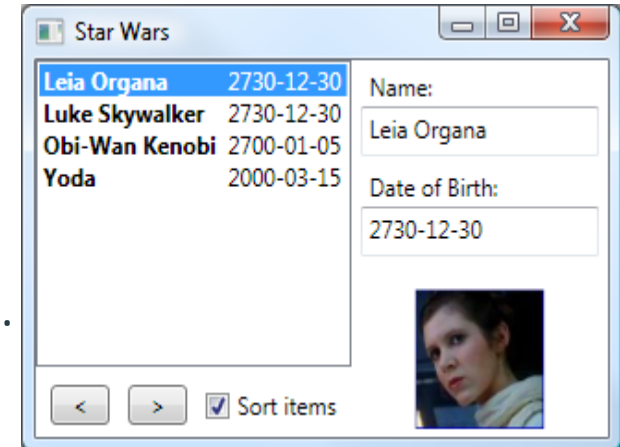 Star Wars
Leia Organa 2730-12-30
Luke Skywalker 2730-12-30
Obi-Wan Kenobi 2700-01-05
Yoda 2000-03-15
Name:
Leia Organa
Date of Birth:
2730-12-30
< > Sort items